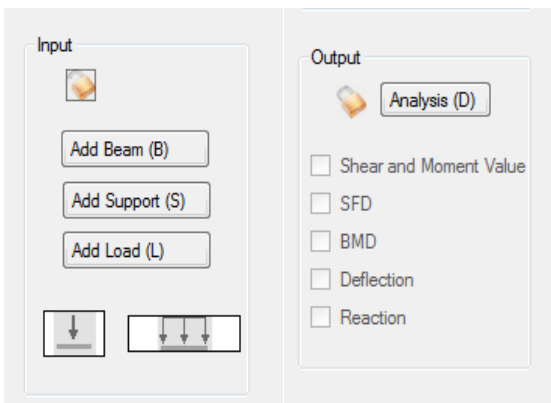 Input
Add Beam (B)
Add Support (S)
Add Load (L)
Output
Analysis (D)
Shear and Moment Value
SFD
BMD
Deflection
Reaction